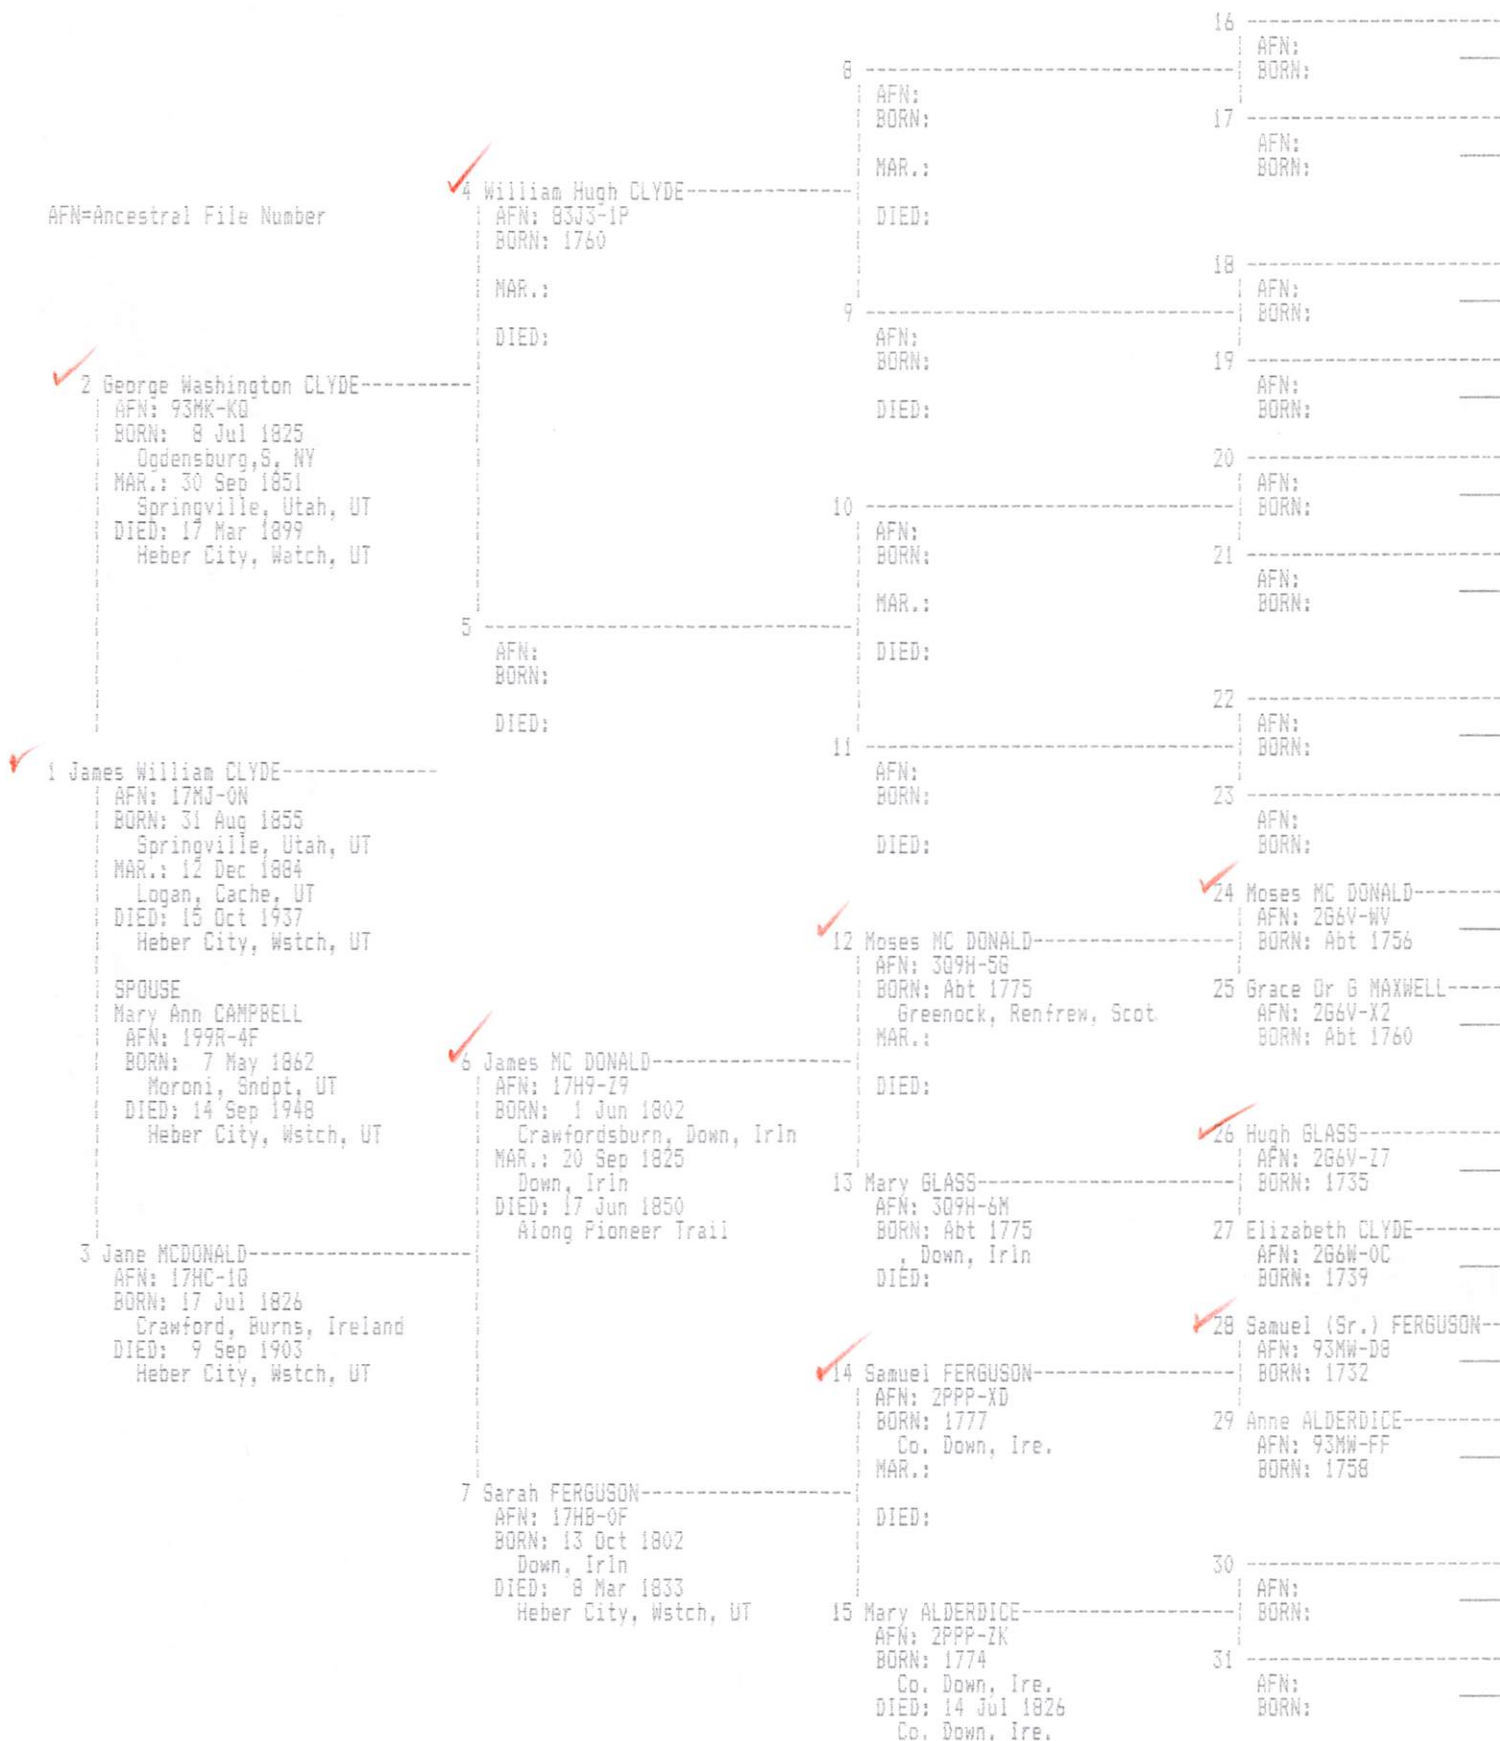 AFN=Ancestral File Number
1 James William CLYDE
AFN: 17MJ-0N
BORN: 31 Aug 1855
Springville, Utah, UT
MAR.: 12 Dec 1884
Logan, Cache, UT
DIED: 15 Oct 1937
Heber City, Wstch, UT
SPOUSE
Mary Ann CAMPBELL
AFN: 199R-4F
BORN: 7 May 1862
Moroni, Sndpt, UT
DIED: 14 Sep 1948
Heber City, Wstch, UT
2 George Washington CLYDE
AFN: 93MK-KQ
BORN: 8 Jul 1825
Ogdensburg,S, NY
MAR.: 30 Sep 1851
Springville, Utah, UT
DIED: 17 Mar 1899
Heber City, Watch, UT
3 Jane MCDONALD
AFN: 17HC-1Q
BORN: 17 Jul 1826
Crawford, Burns, Ireland
DIED: 9 Sep 1903
Heber City, Wstch, UT
4 William Hugh CLYDE
AFN: 83J3-1P
BORN: 1760
MAR.:
DIED:
5
AFN:
BORN:
DIED:
6 James MC DONALD
AFN: 17H9-Z9
BORN: 1 Jun 1802
Crawfordsburn, Down, Irln
MAR.: 20 Sep 1825
Down, Irln
DIED: 17 Jun 1850
Along Pioneer Trail
7 Sarah FERGUSON
AFN: 17HB-0F
BORN: 13 Oct 1802
Down, Irln
DIED: 8 Mar 1833
Heber City, Wstch, UT
8
AFN:
BORN:
MAR.:
DIED:
9
AFN:
BORN:
DIED:
10
AFN:
BORN:
MAR.:
DIED:
11
AFN:
BORN:
DIED:
12 Moses MC DONALD
AFN: 3Q9H-5G
BORN: Abt 1775
Greenock, Renfrew, Scot
MAR.:
DIED:
13 Mary GLASS
AFN: 3Q9H-6M
BORN: Abt 1775
, Down, Irln
DIED:
14 Samuel FERGUSON
AFN: 2PPP-XD
BORN: 1777
Co. Down, Ire.
MAR.:
DIED:
15 Mary ALDERDICE
AFN: 2PPP-ZK
BORN: 1774
Co. Down, Ire.
DIED: 14 Jul 1826
Co. Down, Ire.
16
AFN:
BORN:
17
AFN:
BORN:
18
AFN:
BORN:
19
AFN:
BORN:
20
AFN:
BORN:
21
AFN:
BORN:
22
AFN:
BORN:
23
AFN:
BORN:
24 Moses MC DONALD
AFN: 2G6V-WV
BORN: Abt 1756
25 Grace Or G MAXWELL
AFN: 2G6V-X2
BORN: Abt 1760
26 Hugh GLASS
AFN: 2G6V-Z7
BORN: 1735
27 Elizabeth CLYDE
AFN: 2G6W-0C
BORN: 1739
28 Samuel (Sr.) FERGUSON
AFN: 93MW-D8
BORN: 1732
29 Anne ALDERDICE
AFN: 93MW-FF
BORN: 1758
30
AFN:
BORN:
31
AFN:
BORN: